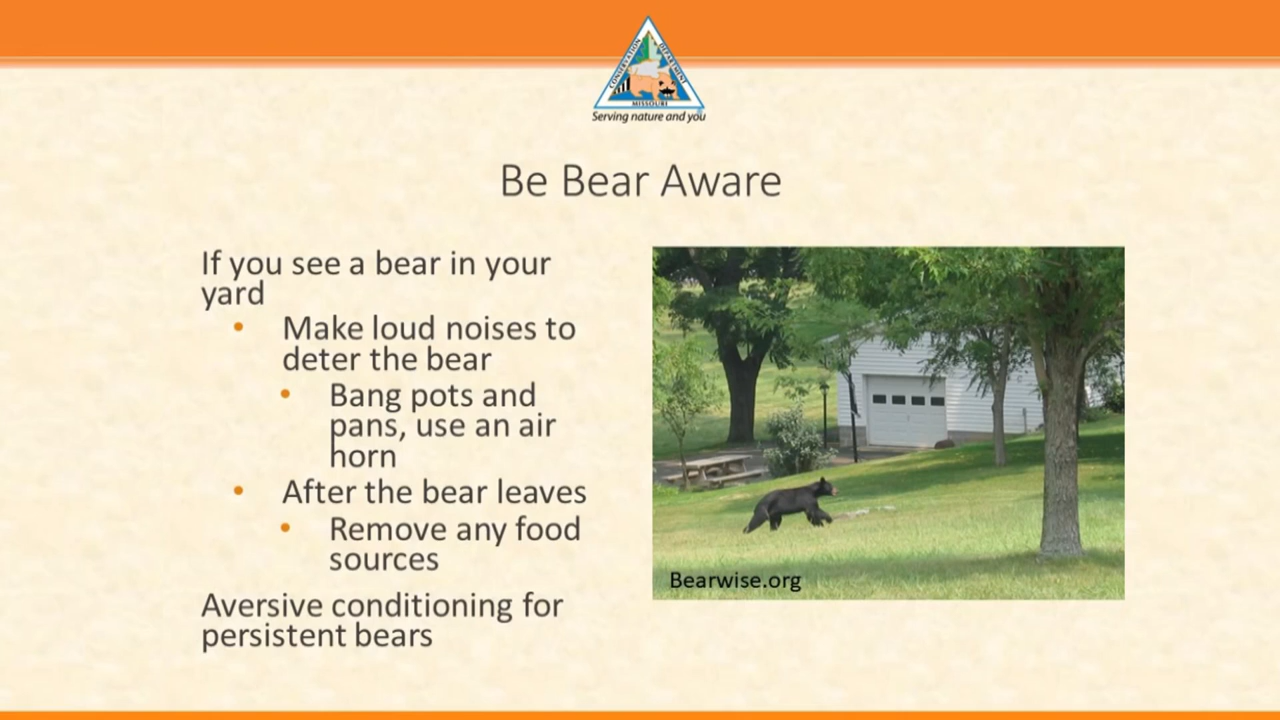 CONSERVATION DEPARTMENT
MISSOURI
Serving nature and you
Be Bear Aware
If you see a bear in your
yard
• Make loud noises to
deter the bear
• Bang pots and
pans, use an air
horn
• After the bear leaves
• Remove any food
sources
Aversive conditioning for
persistent bears
Bearwise.org